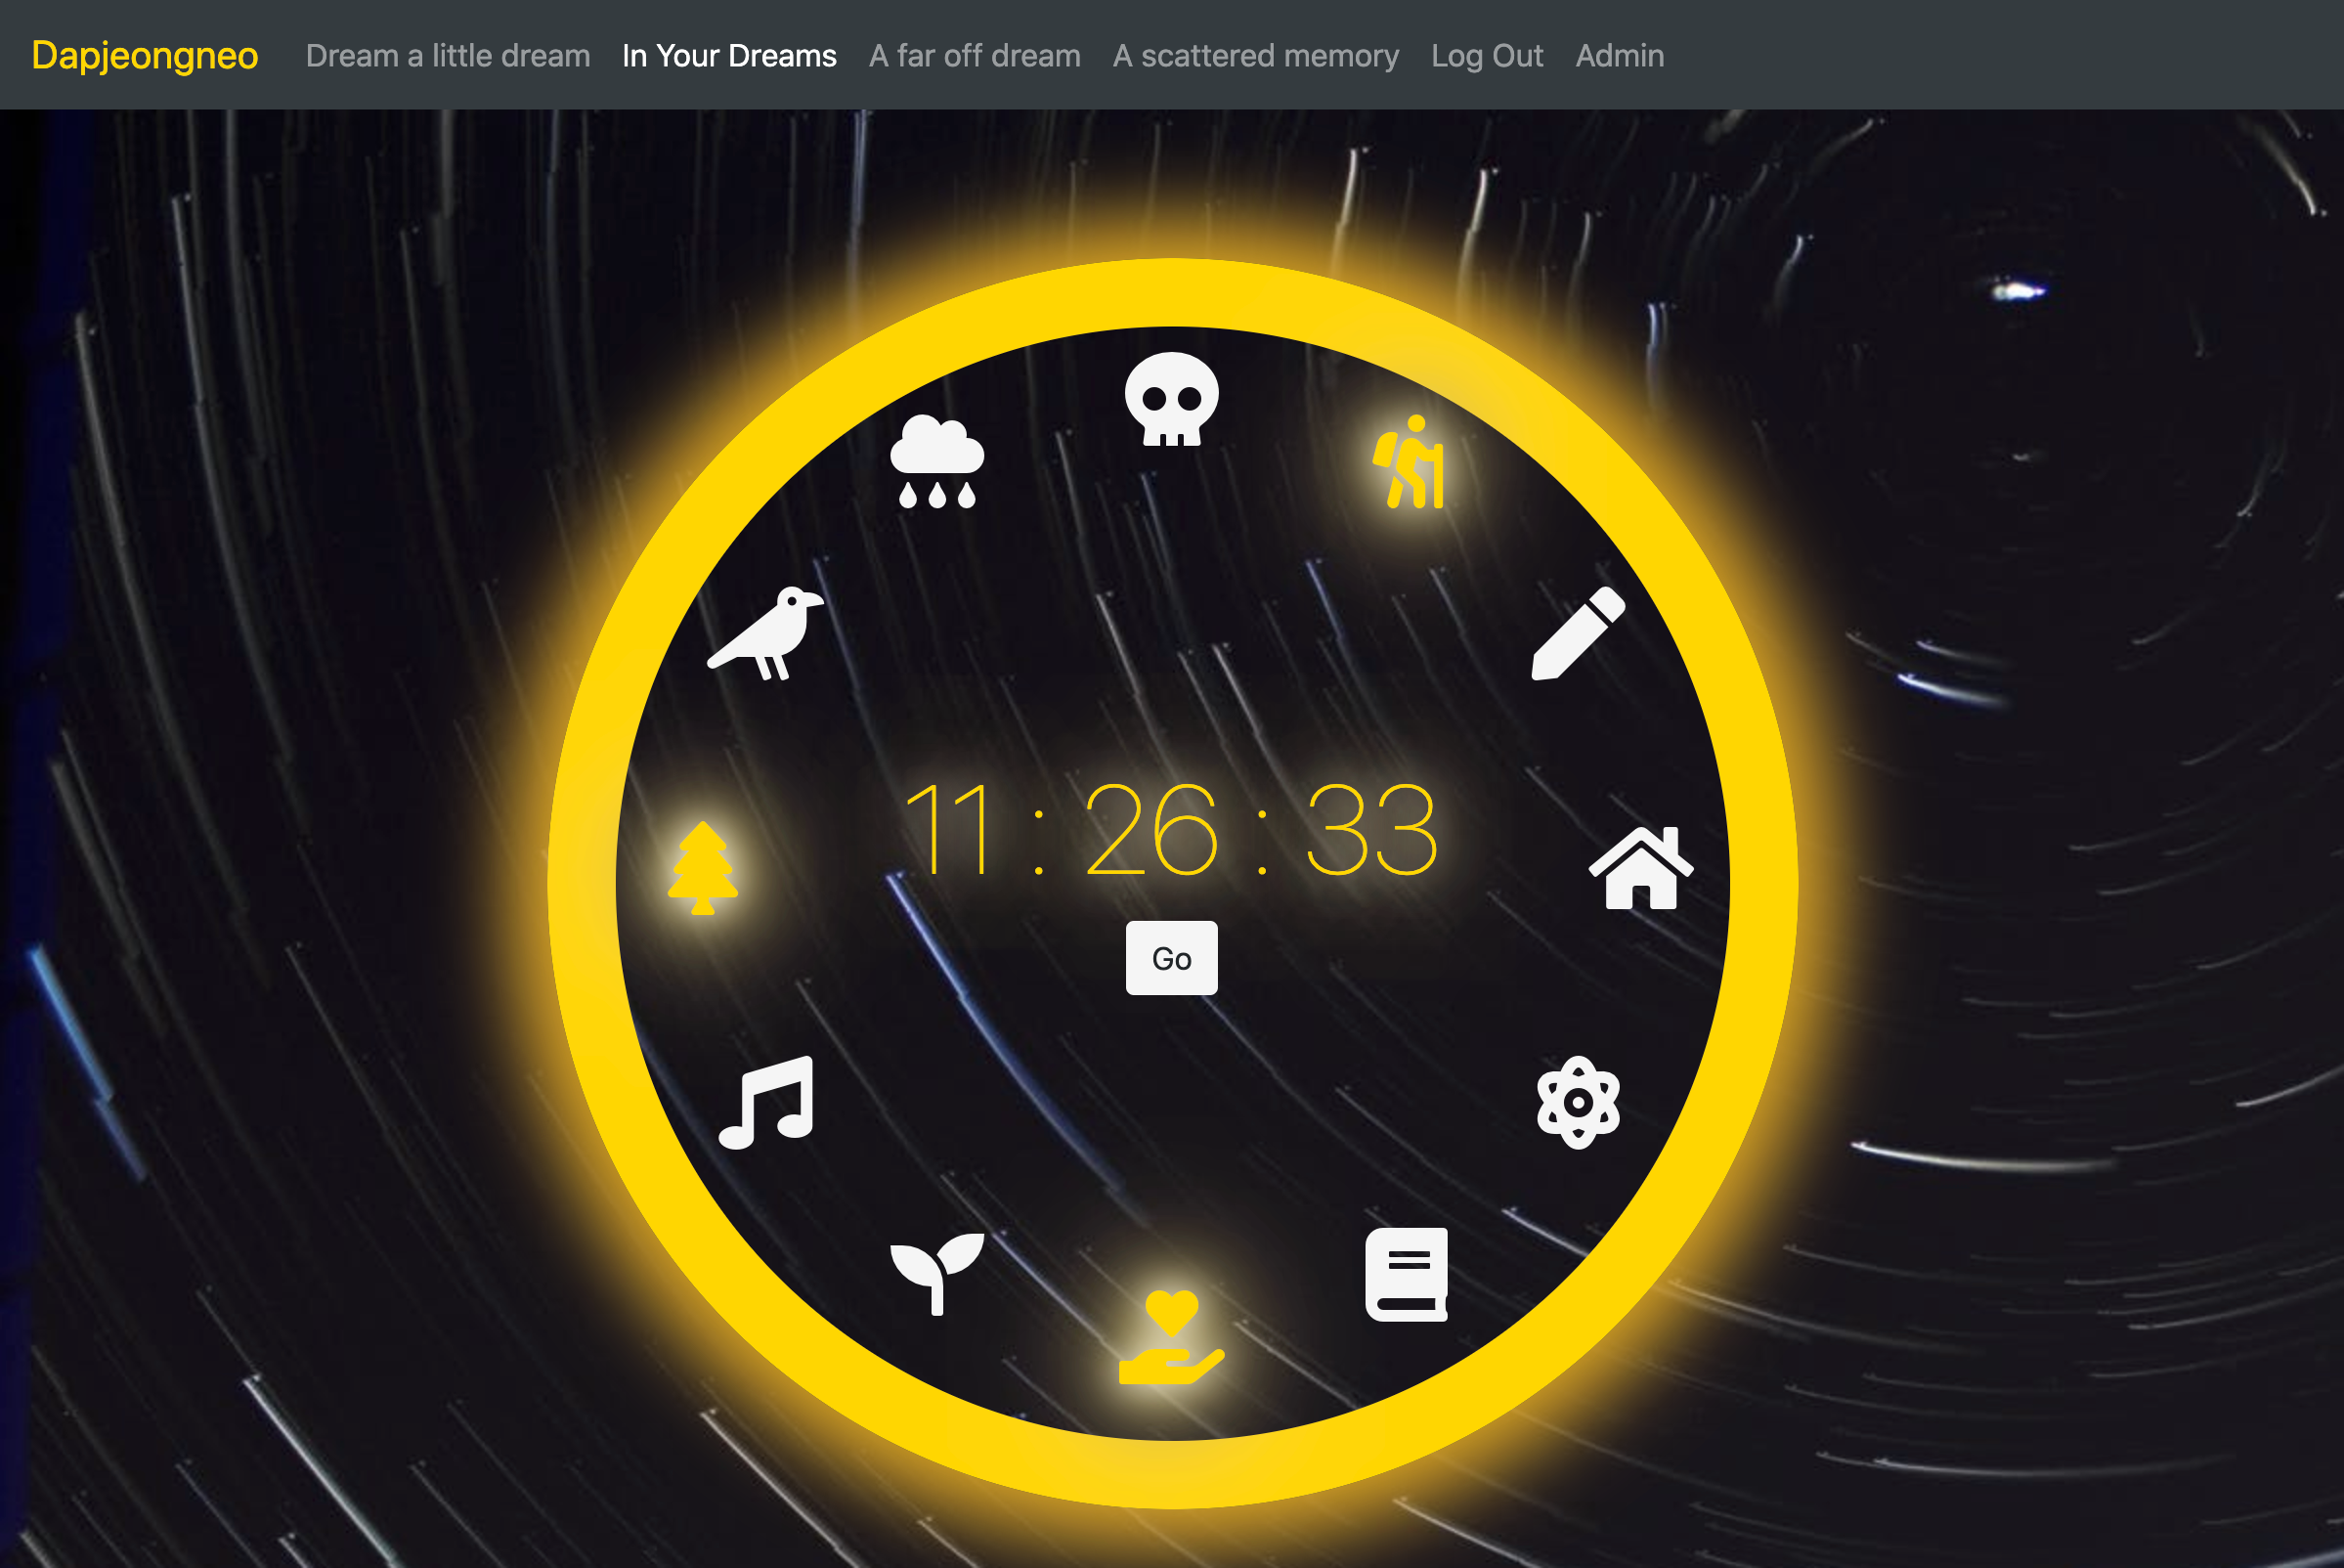 Dapjeongneo Dream a little dream In Your Dreams A far off dream A scattered memory Log Out Admin
11 : 26 : 33
Go